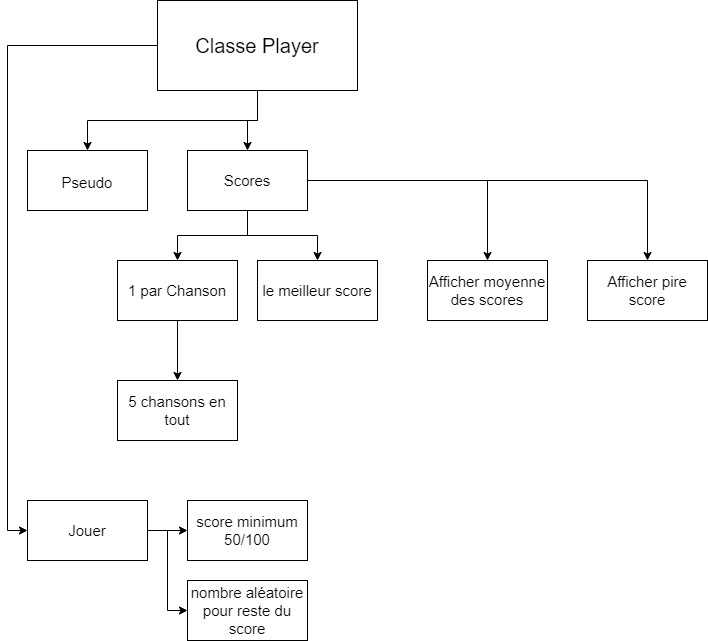 Classe Player
Pseudo
Scores
1 par Chanson
le meilleur score
Afficher moyenne
des scores
Afficher pire
score
5 chansons en
tout
Jouer
score minimum
50/100
nombre aléatoire
pour reste du
score